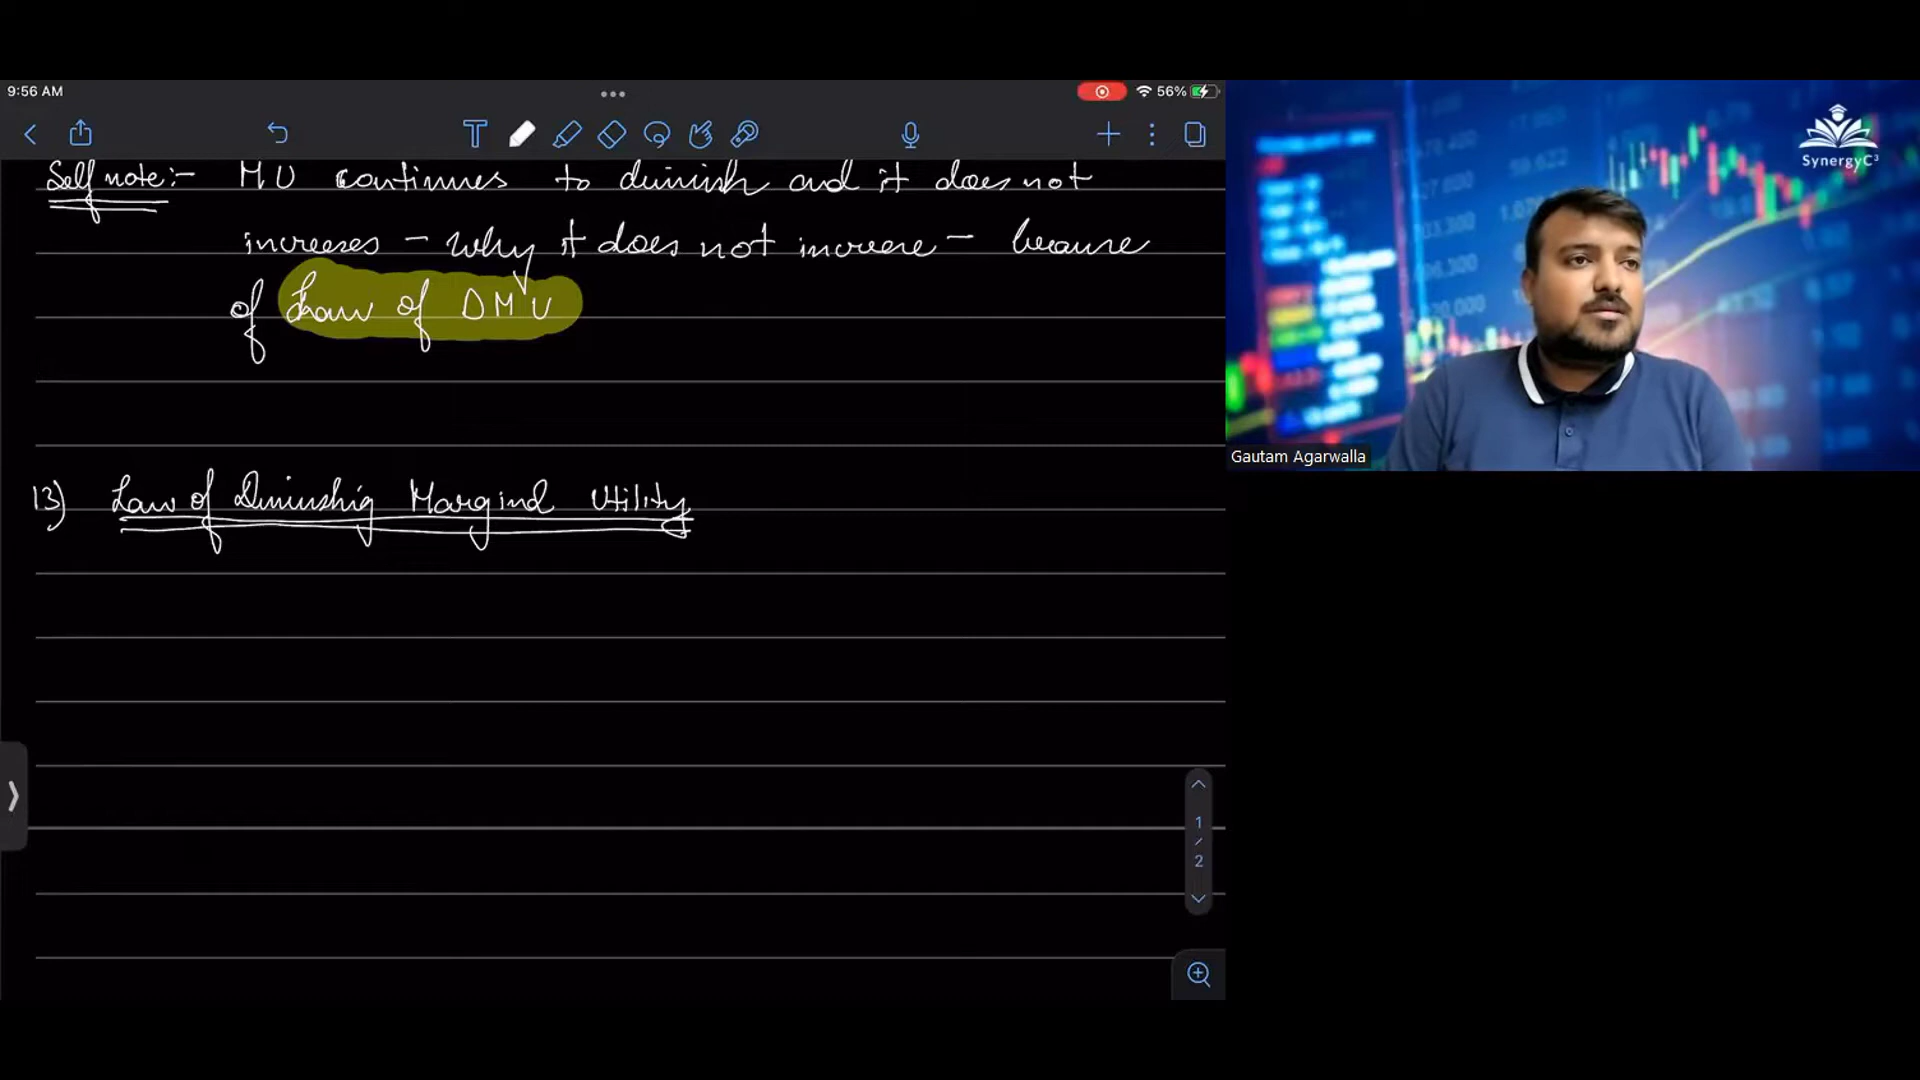 9:56 AM
56%
Self note:- MU continues to diminish and it does not
increases - why it does not increase - because
of Law of DMU
13) Law of Diminshig Marginal Utility
1
/
2
SynergyC³
Gautam Agarwalla